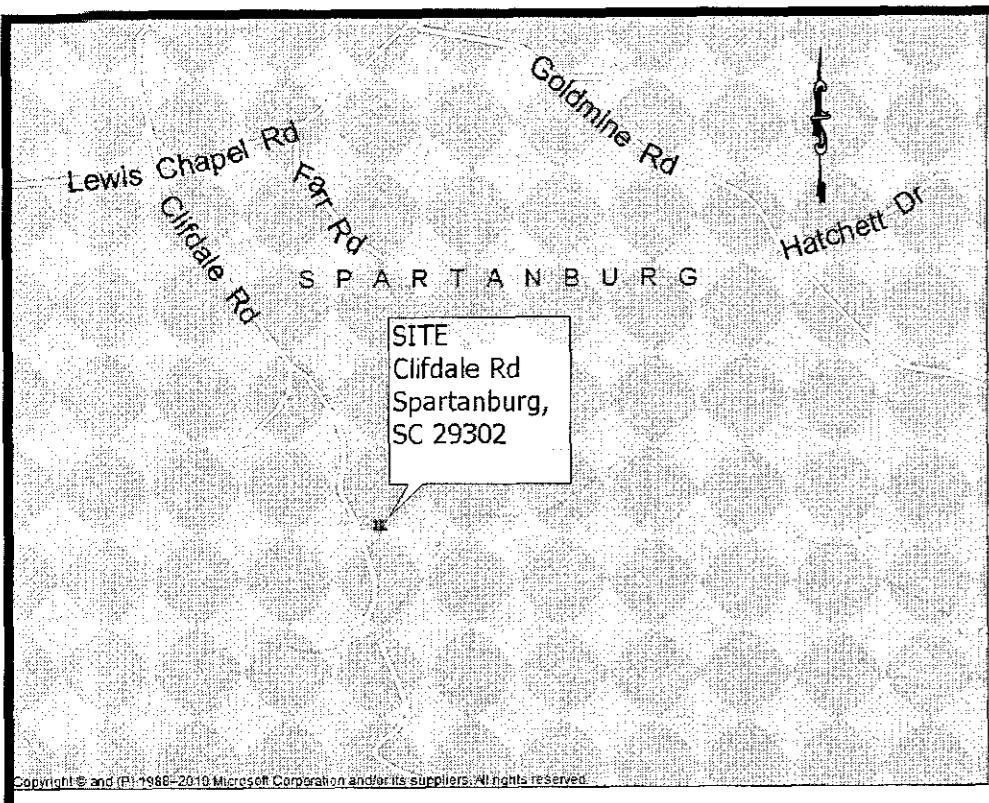 Goldmine Rd
Lewis Chapel Rd
Farr Rd
Clifdale Rd
Hatchett Dr
SPARTANBURG
SITE
Clifdale Rd
Spartanburg,
SC 29302
Copyright © and (P) 1988–2010 Microsoft Corporation and/or its suppliers. All rights reserved.